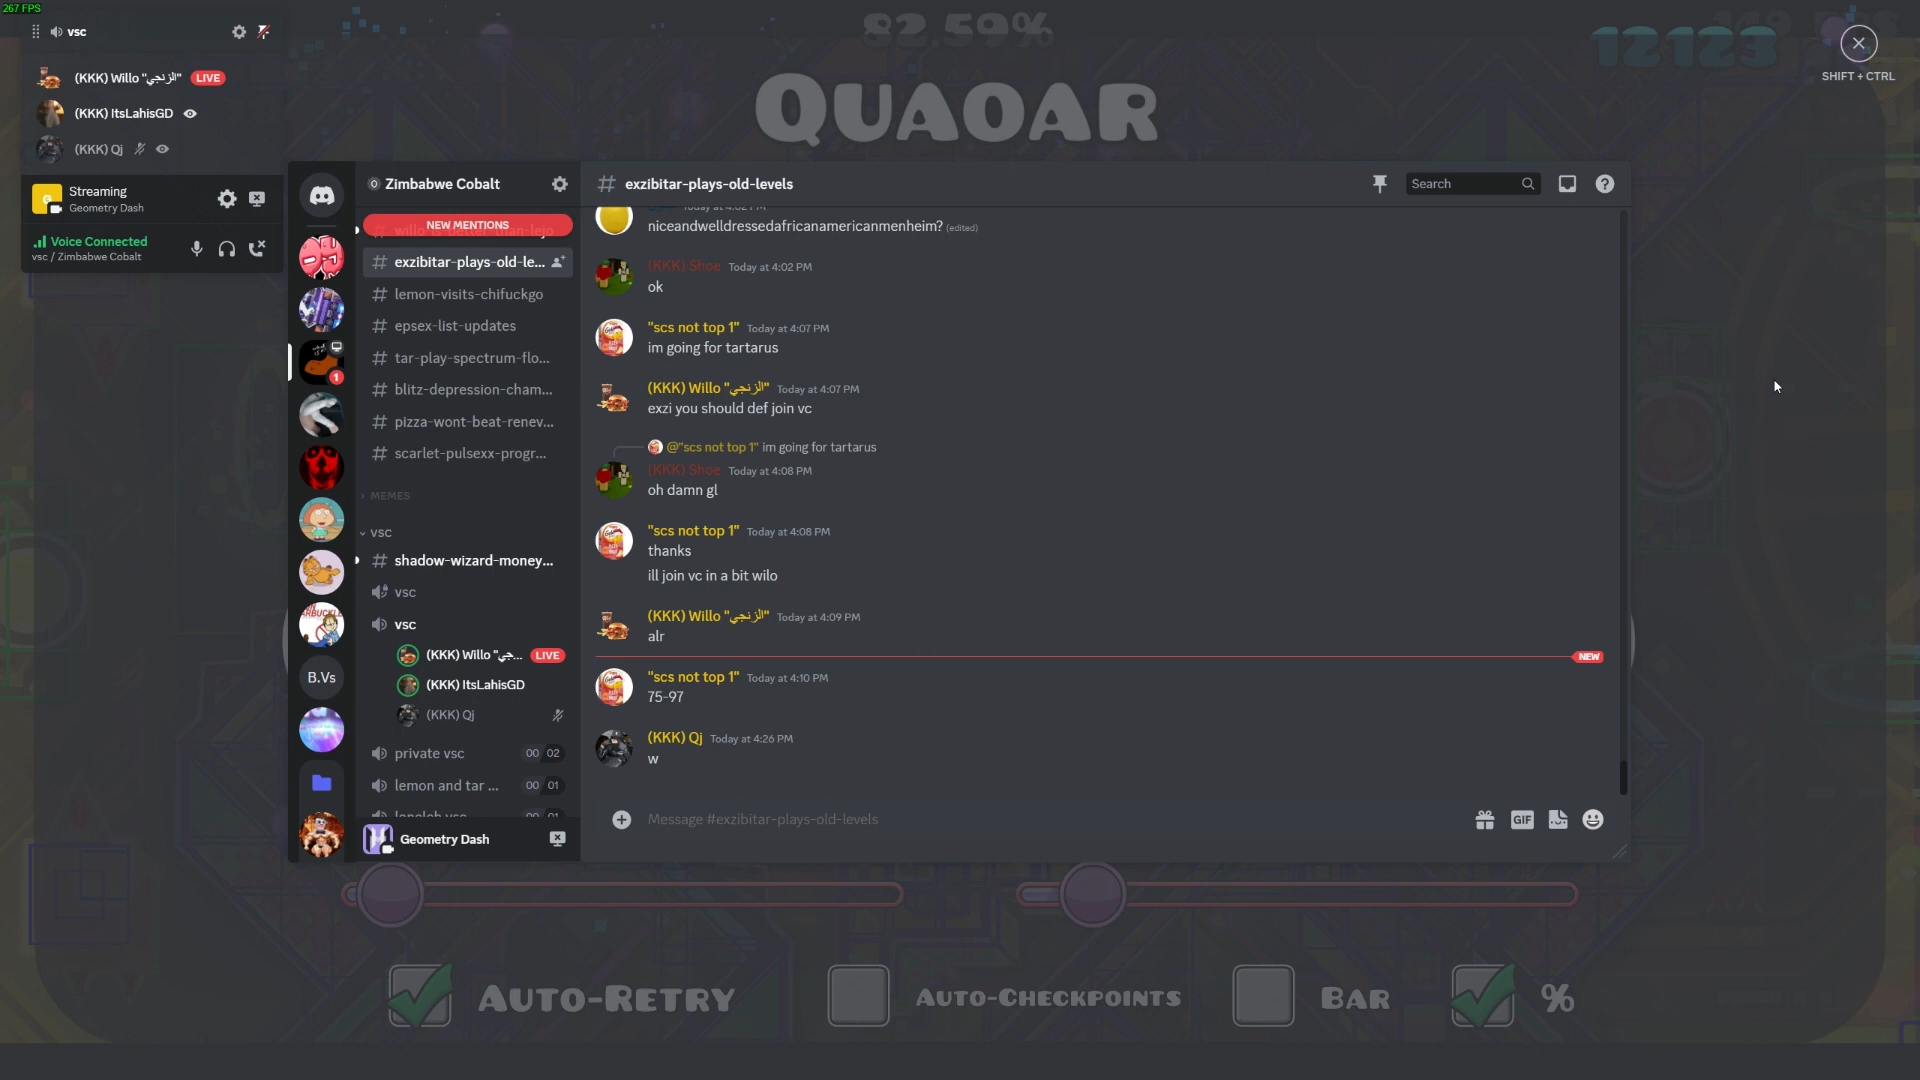 267 FPS
vsc
(KKK) Willo "الزنجي" LIVE
(KKK) ItsLahisGD
(KKK) Qj
Streaming
Geometry Dash
Voice Connected
vsc / Zimbabwe Cobalt
82.59%
QUAOAR
12123
SHIFT + CTRL
Zimbabwe Cobalt
NEW MENTIONS
exzibitar-plays-old-le...
lemon-visits-chifuckgo
epsex-list-updates
tar-play-spectrum-flo...
blitz-depression-cham...
pizza-wont-beat-renev...
scarlet-pulsexx-progr...
MEMES
VSC
shadow-wizard-money...
vsc
vsc
(KKK) Willo "جي... LIVE
(KKK) ItsLahisGD
(KKK) Qj
private vsc 00 02
lemon and tar ... 00 01
Geometry Dash
B.Vs
1
exzibitar-plays-old-levels
Search
niceandwelldressedafricanamericanmenheim? (edited)
(KKK) Shoe Today at 4:02 PM
ok
"scs not top 1" Today at 4:07 PM
im going for tartarus
(KKK) Willo "الزنجي" Today at 4:07 PM
exzi you should def join vc
@"scs not top 1" im going for tartarus
(KKK) Shoe Today at 4:08 PM
oh damn gl
"scs not top 1" Today at 4:08 PM
thanks
ill join vc in a bit wilo
(KKK) Willo "الزنجي" Today at 4:09 PM
alr
NEW
"scs not top 1" Today at 4:10 PM
75-97
(KKK) Qj Today at 4:26 PM
w
Message #exzibitar-plays-old-levels
GIF
AUTO-RETRY
AUTO-CHECKPOINTS
BAR
%